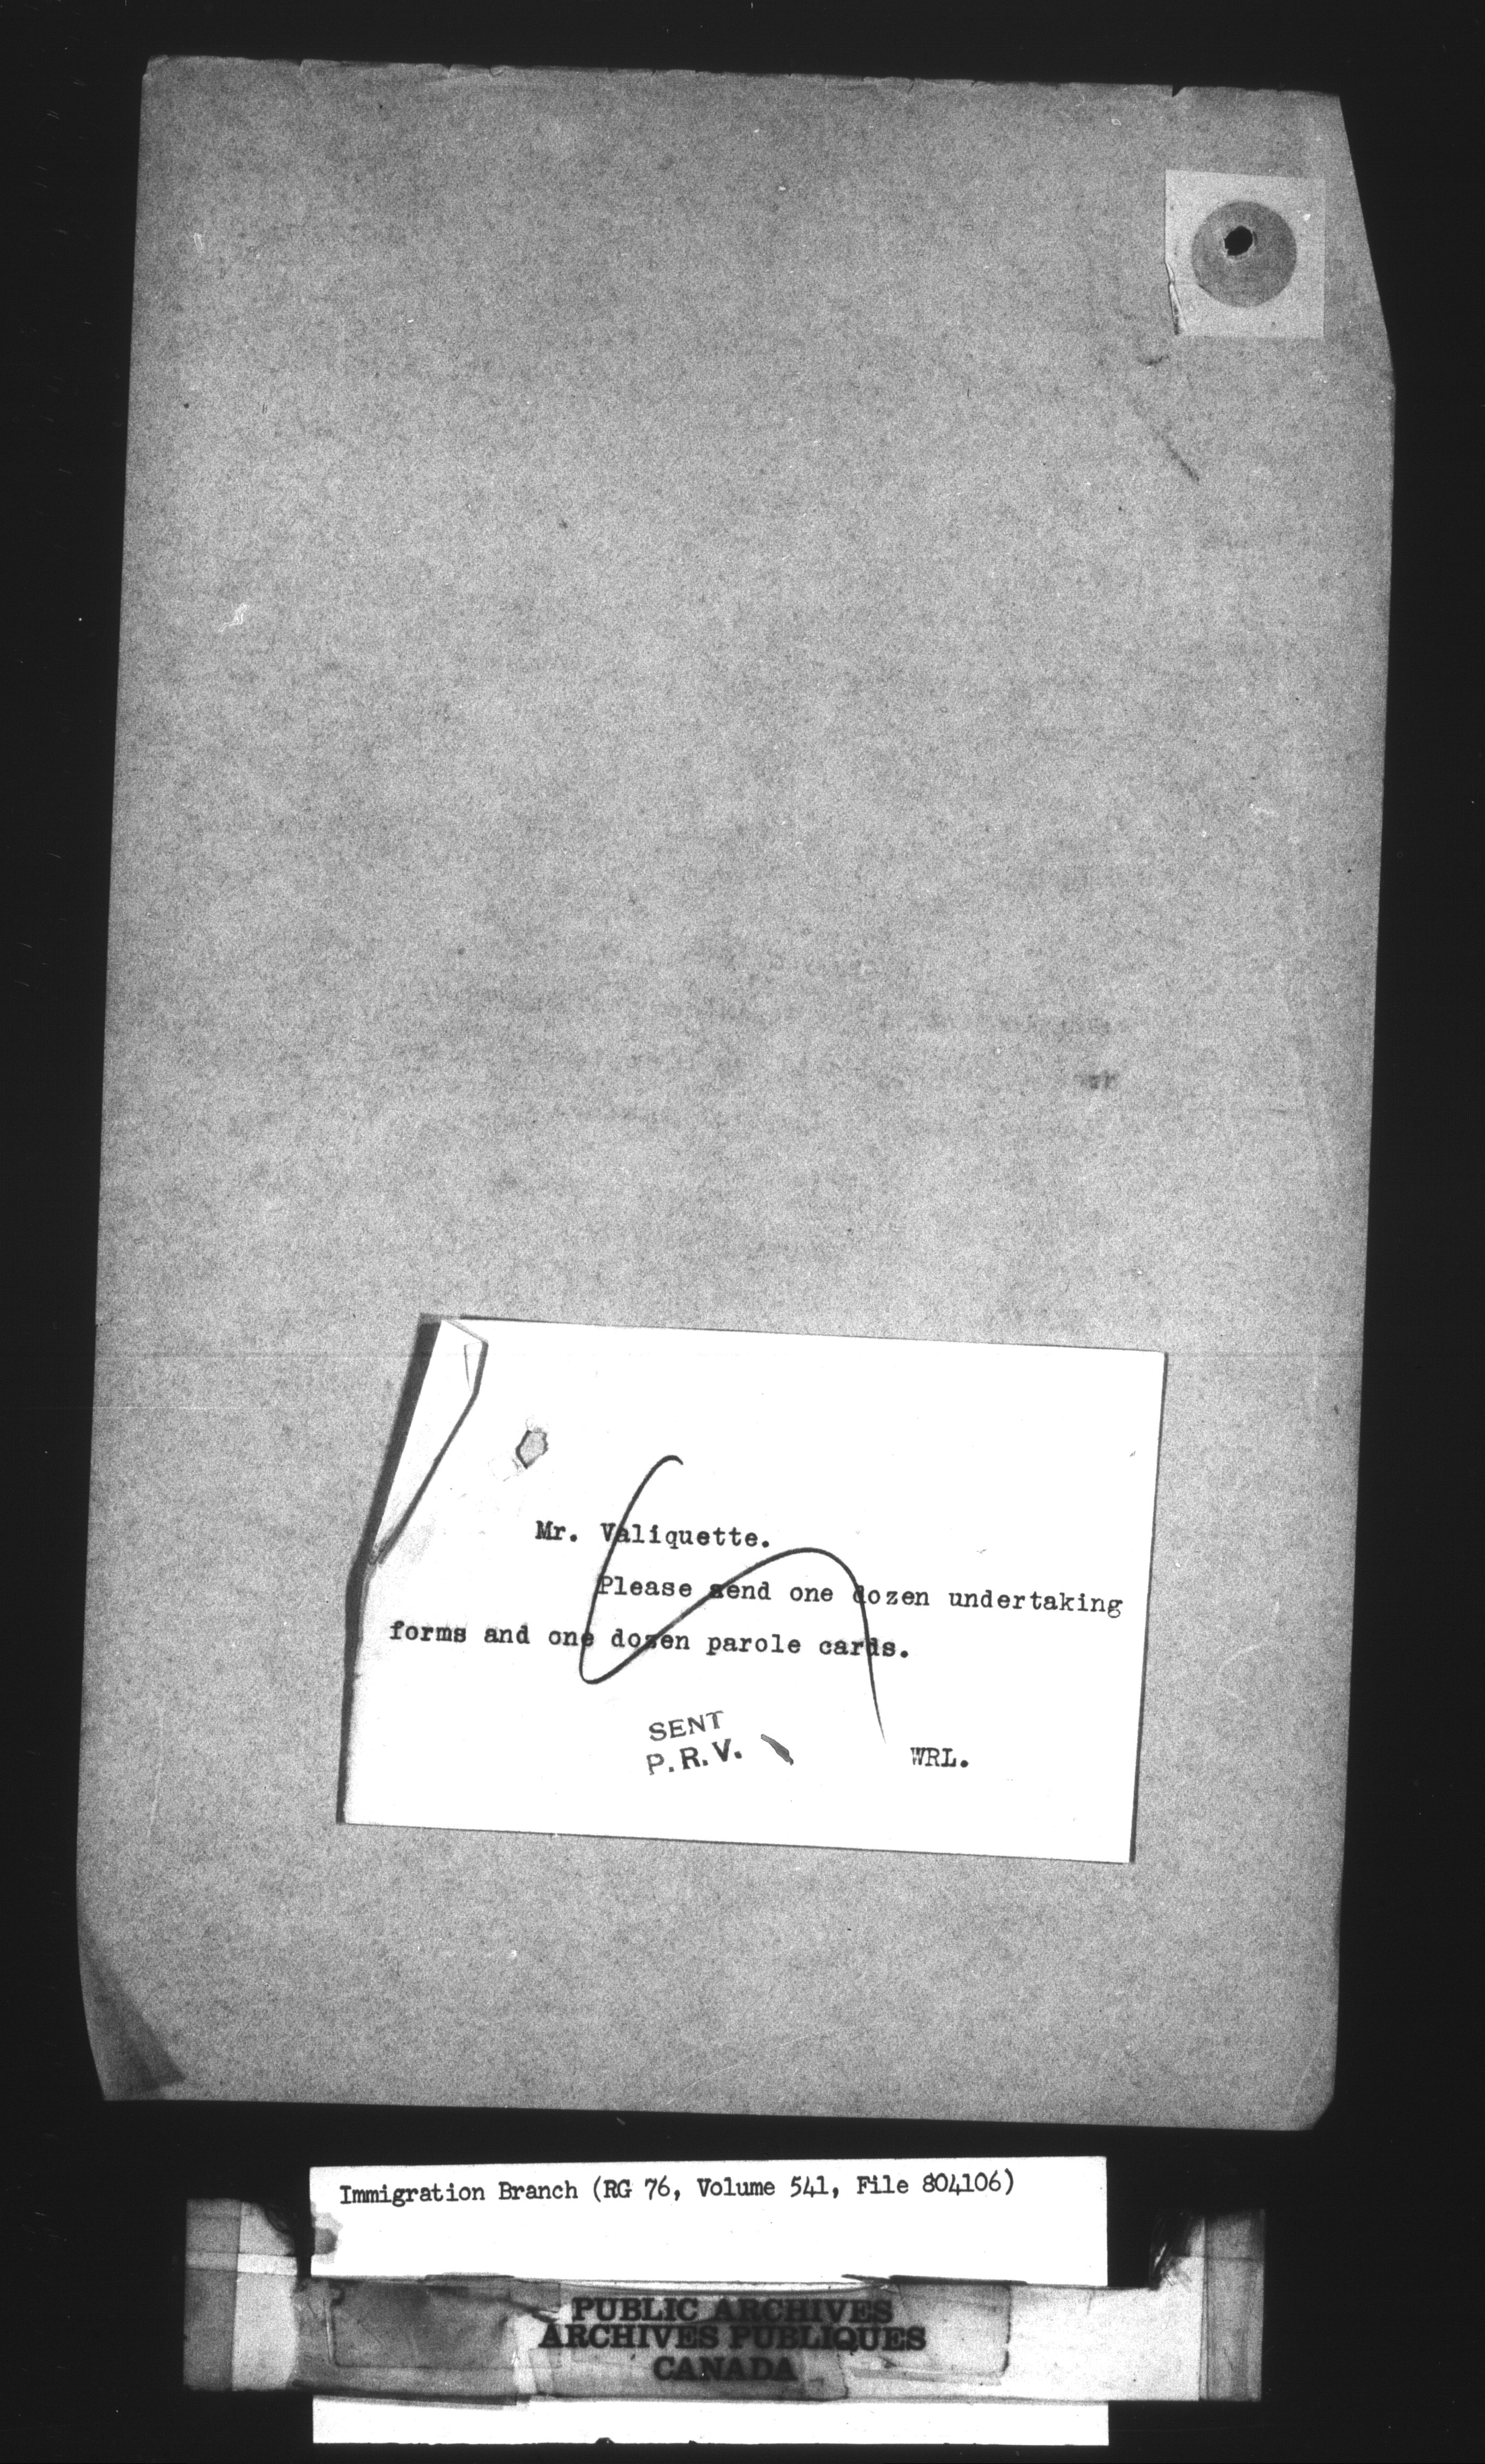 Mr. Valiquette.
Please send one dozen undertaking
forms and one dozen parole cards.
SENT
P.R.V.
WRL.
Immigration Branch (RG 76, Volume 541, File 804106)
PUBLIC ARCHIVES
ARCHIVES PUBLIQUES
CANADA